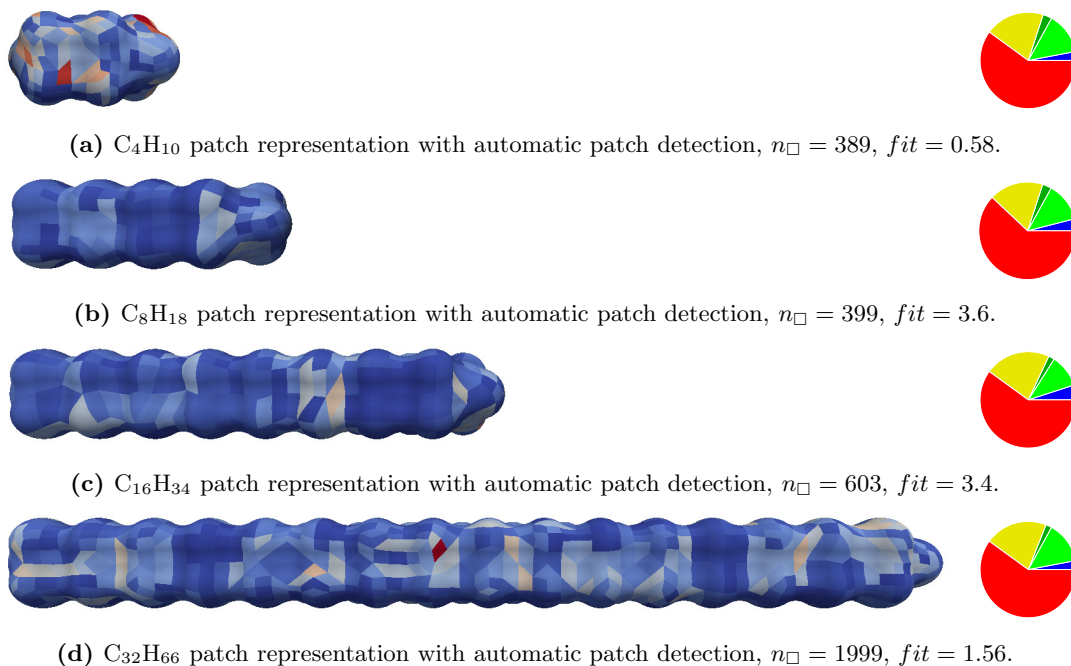 (a) C₄H₁₀ patch representation with automatic patch detection, n□ = 389, fit = 0.58.
(b) C₈H₁₈ patch representation with automatic patch detection, n□ = 399, fit = 3.6.
(c) C₁₆H₃₄ patch representation with automatic patch detection, n□ = 603, fit = 3.4.
(d) C₃₂H₆₆ patch representation with automatic patch detection, n□ = 1999, fit = 1.56.